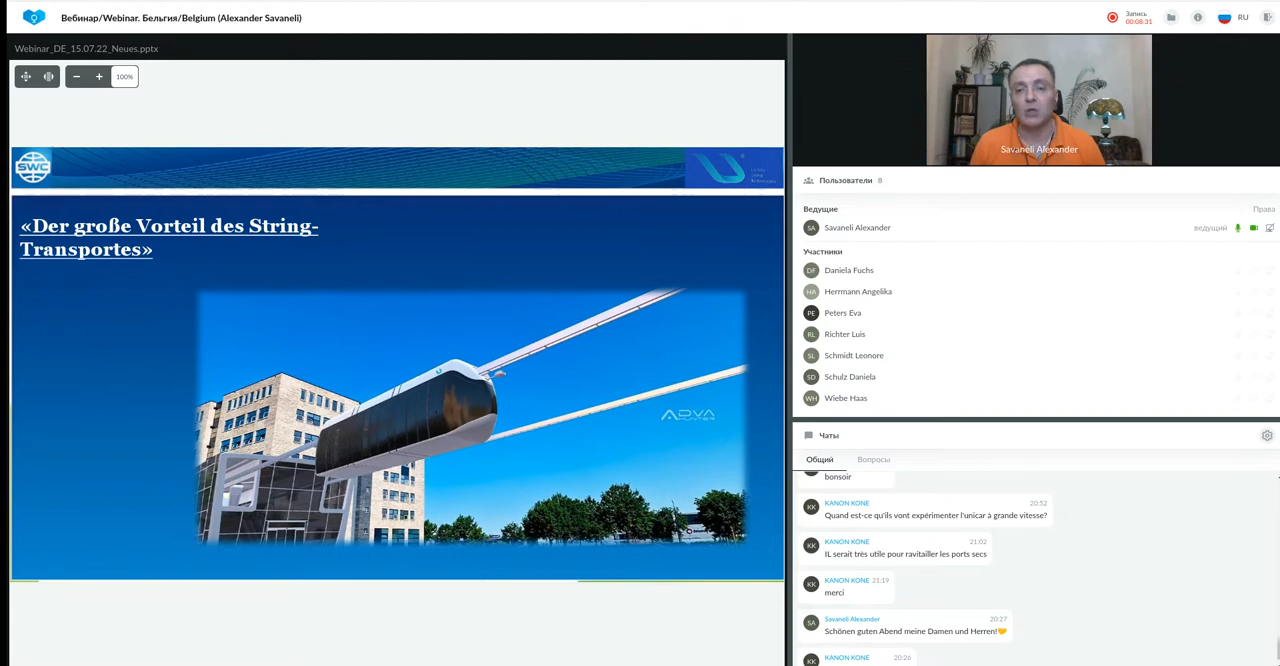 Вебинар/Webinar. Бельгия/Belgium (Alexander Savaneli)
Запись
00:08:31
RU
Webinar_DE_15.07.22_Neues.pptx
100%
SWC
«Der große Vorteil des String-
Transportes»
Savaneli Alexander
Пользователи 8
Ведущие Права
SA Savaneli Alexander ведущий
Участники
DF Daniela Fuchs
HA Herrmann Angelika
PE Peters Eva
RL Richter Luis
SL Schmidt Leonore
SD Schulz Daniela
WH Wiebe Haas
Чаты
Общий Вопросы
bonsoir
KK KANON KONE 20:52
Quand est-ce qu'ils vont expérimenter l'unicar à grande vitesse?
KK KANON KONE 21:02
IL serait très utile pour ravitailler les ports secs
KK KANON KONE 21:19
merci
SA Savaneli Alexander 20:27
Schönen guten Abend meine Damen und Herren!
KK KANON KONE 20:26